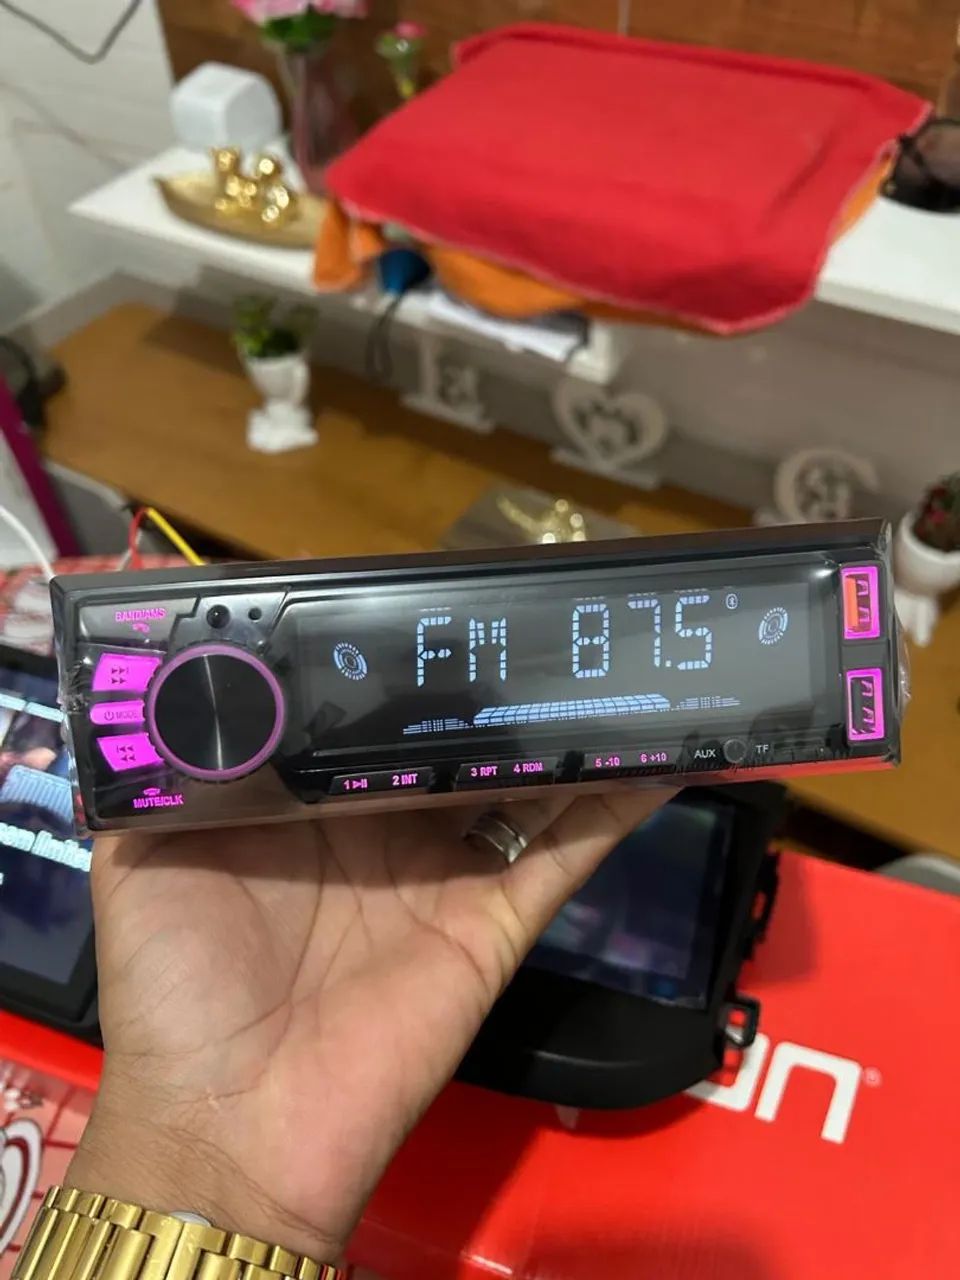 BAND/AMS
FM 87.5
MODE
MUTE/CLK
1
2 INT
3 RPT
4 RDM
5 -10
6 +10
AUX
TF
ON®